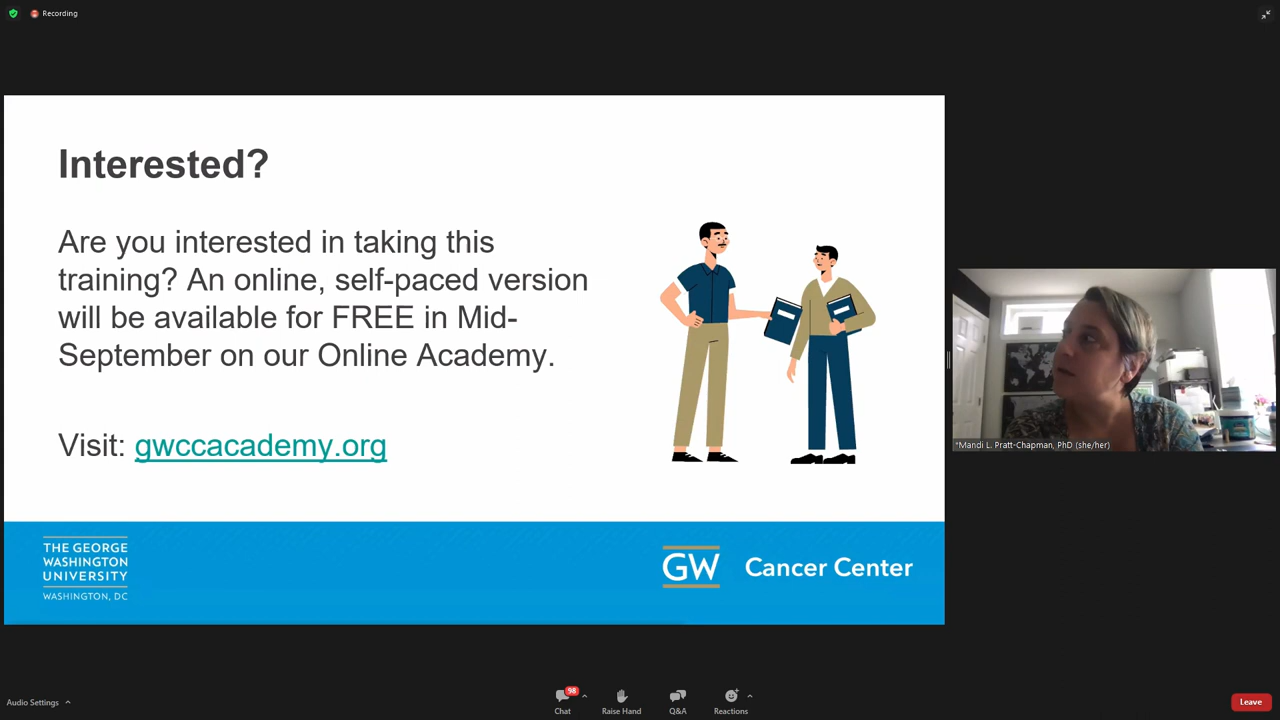 Recording
Interested?
Are you interested in taking this
training? An online, self-paced version
will be available for FREE in Mid-
September on our Online Academy.
Visit: gwccacademy.org
THE GEORGE
WASHINGTON
UNIVERSITY
WASHINGTON, DC
GW Cancer Center
*Mandi L. Pratt-Chapman, PhD (she/her)
Audio Settings
98
Chat
Raise Hand
Q&A
Reactions
Leave